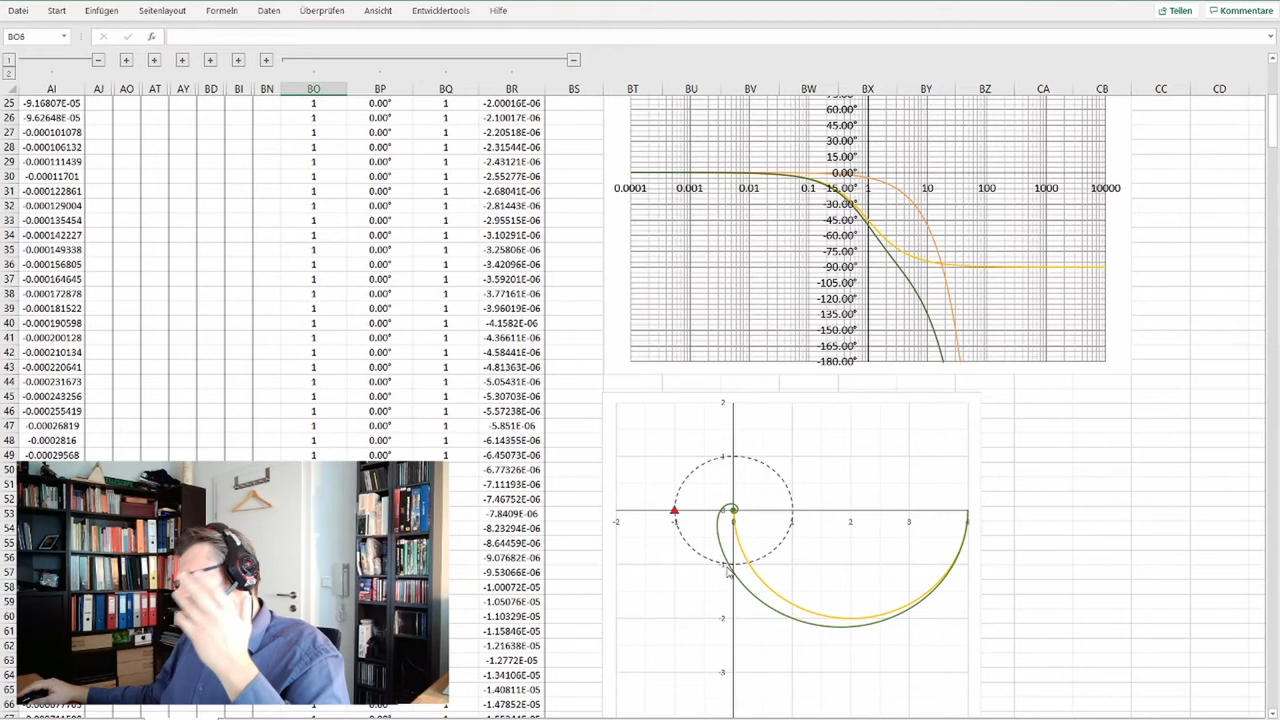 Datei Start Einfügen Seitenlayout Formeln Daten Überprüfen Ansicht Entwicklertools Hilfe Teilen Kommentare
BO6 fx
1
2
AI AJ AO AT AY BD BI BN BO BP BQ BR BS BT BU BV BW BX BY BZ CA CB CC CD
25 -9.16807E-05 1 0.00° 1 -2.00016E-06
26 -9.62648E-05 1 0.00° 1 -2.10017E-06
27 -0.000101078 1 0.00° 1 -2.20518E-06
28 -0.000106132 1 0.00° 1 -2.31544E-06
29 -0.000111439 1 0.00° 1 -2.43121E-06
30 -0.00011701 1 0.00° 1 -2.55277E-06
31 -0.000122861 1 0.00° 1 -2.68041E-06
32 -0.000129004 1 0.00° 1 -2.81443E-06
33 -0.000135454 1 0.00° 1 -2.95515E-06
34 -0.000142227 1 0.00° 1 -3.10291E-06
35 -0.000149338 1 0.00° 1 -3.25806E-06
36 -0.000156805 1 0.00° 1 -3.42096E-06
37 -0.000164645 1 0.00° 1 -3.59201E-06
38 -0.000172878 1 0.00° 1 -3.77161E-06
39 -0.000181522 1 0.00° 1 -3.96019E-06
40 -0.000190598 1 0.00° 1 -4.1582E-06
41 -0.000200128 1 0.00° 1 -4.36611E-06
42 -0.000210134 1 0.00° 1 -4.58441E-06
43 -0.000220641 1 0.00° 1 -4.81363E-06
44 -0.000231673 1 0.00° 1 -5.05431E-06
45 -0.000243256 1 0.00° 1 -5.30703E-06
46 -0.000255419 1 0.00° 1 -5.57238E-06
47 -0.00026819 1 0.00° 1 -5.851E-06
48 -0.0002816 1 0.00° 1 -6.14355E-06
49 -0.00029568 1 0.00° 1 -6.45073E-06
50 -6.77326E-06
51 -7.11193E-06
52 -7.46752E-06
53 -7.8409E-06
54 -8.23294E-06
55 -8.64459E-06
56 -9.07682E-06
57 -9.53066E-06
58 -1.00072E-05
59 -1.05076E-05
60 -1.10329E-05
61 -1.15846E-05
62 -1.21638E-05
63 -1.2772E-05
64 -1.34106E-05
65 -1.40811E-05
66 -1.47852E-05
60.00°
45.00°
30.00°
15.00°
0.00°
0.0001 0.001 0.01 0.1 -15.00° 1 10 100 1000 10000
-30.00°
-45.00°
-60.00°
-75.00°
-90.00°
-105.00°
-120.00°
-135.00°
-150.00°
-165.00°
-180.00°
2
1
-2 -1 0 1 2 3 4
-1
-2
-3